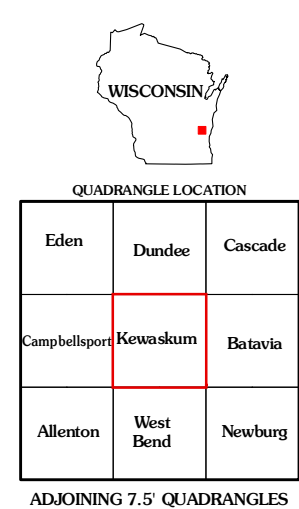 WISCONSIN
QUADRANGLE LOCATION
Eden
Dundee
Cascade
Campbellsport
Kewaskum
Batavia
Allenton
West
Bend
Newburg
ADJOINING 7.5' QUADRANGLES